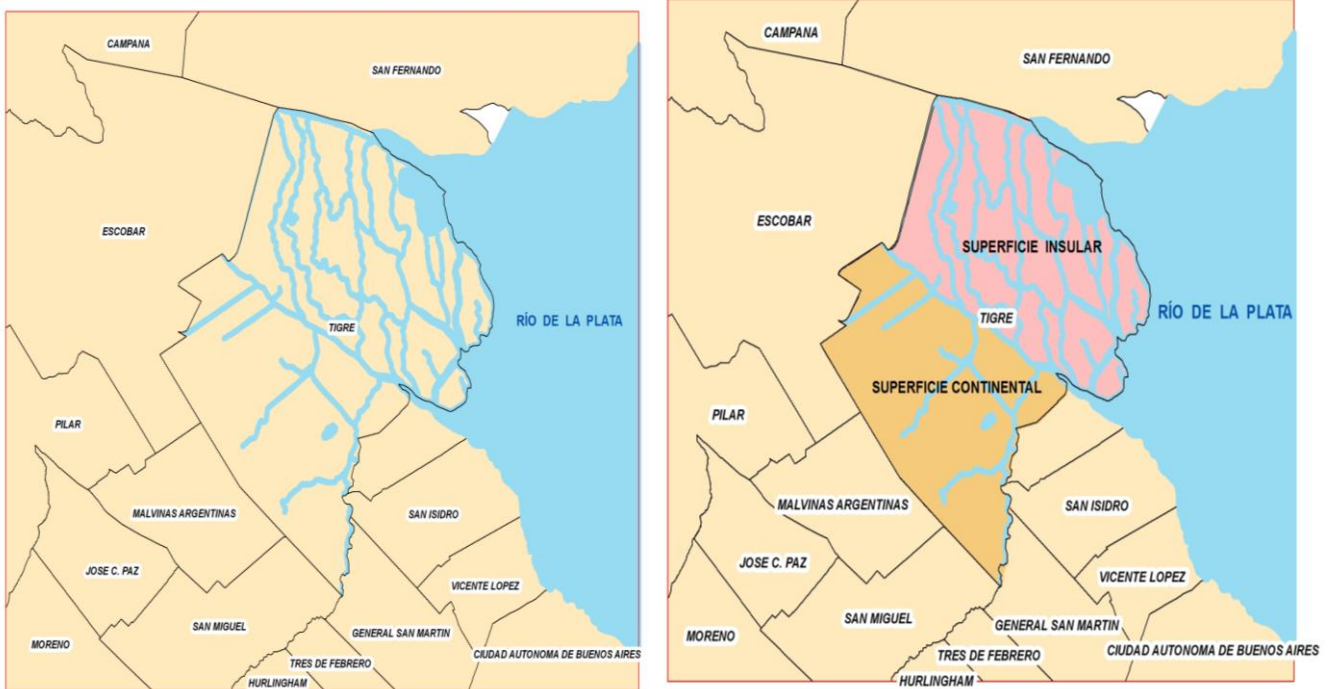 CAMPANA
SAN FERNANDO
ESCOBAR
RÍO DE LA PLATA
TIGRE
PILAR
MALVINAS ARGENTINAS
SAN ISIDRO
JOSE C. PAZ
VICENTE LOPEZ
SAN MIGUEL
GENERAL SAN MARTIN
MORENO
CIUDAD AUTONOMA DE BUENOS AIRES
TRES DE FEBRERO
HURLINGHAM
CAMPANA
SAN FERNANDO
ESCOBAR
SUPERFICIE INSULAR
RÍO DE LA PLATA
TIGRE
SUPERFICIE CONTINENTAL
PILAR
MALVINAS ARGENTINAS
SAN ISIDRO
JOSE C. PAZ
VICENTE LOPEZ
SAN MIGUEL
GENERAL SAN MARTIN
MORENO
CIUDAD AUTONOMA DE BUENOS AIRES
TRES DE FEBRERO
HURLINGHAM